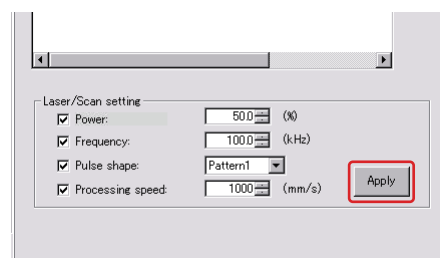 Laser/Scan setting
Power: 50.0 (%)
Frequency: 100.0 (kHz)
Pulse shape: Pattern1
Processing speed: 1000 (mm/s)
Apply